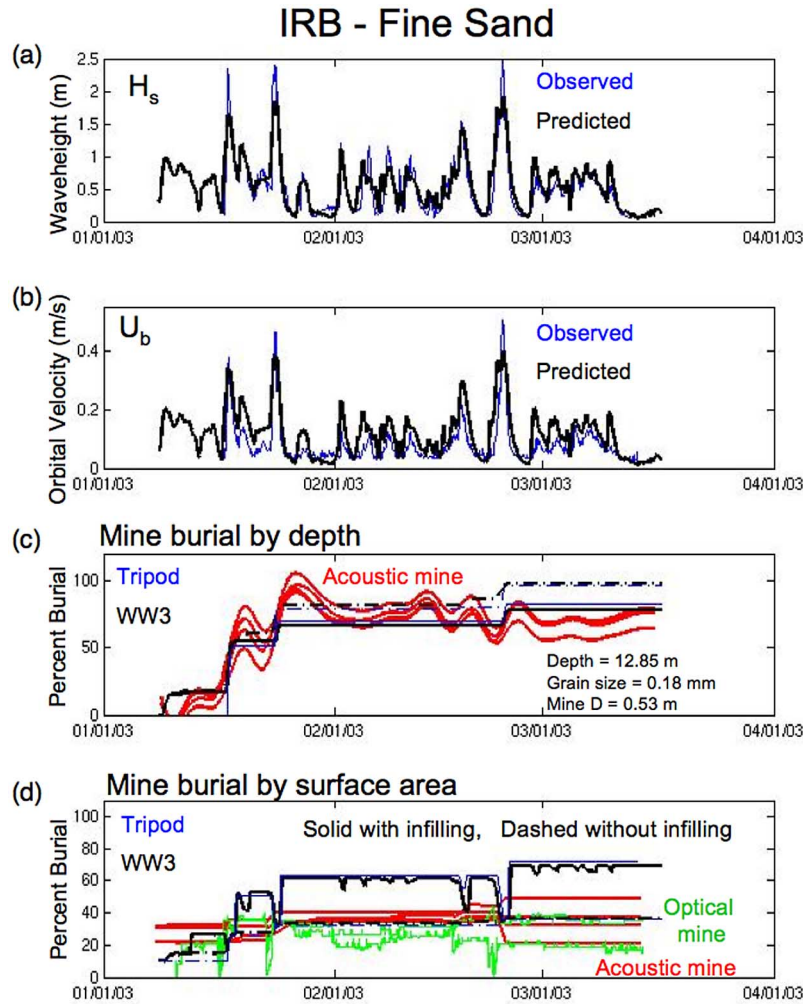 IRB - Fine Sand
(a)
2.5
2
1.5
1
0.5
0
Waveheight (m)
Hs
Observed
Predicted
01/01/03 02/01/03 03/01/03 04/01/03
(b)
0.4
0.2
0
Orbital Velocity (m/s)
Ub
Observed
Predicted
01/01/03 02/01/03 03/01/03 04/01/03
(c) Mine burial by depth
100
50
0
Percent Burial
Tripod
Acoustic mine
WW3
Depth = 12.85 m
Grain size = 0.18 mm
Mine D = 0.53 m
01/01/03 02/01/03 03/01/03 04/01/03
(d) Mine burial by surface area
100
80
60
40
20
0
Percent Burial
Tripod
WW3
Solid with infilling, Dashed without infilling
Optical
mine
Acoustic mine
01/01/03 02/01/03 03/01/03 04/01/03